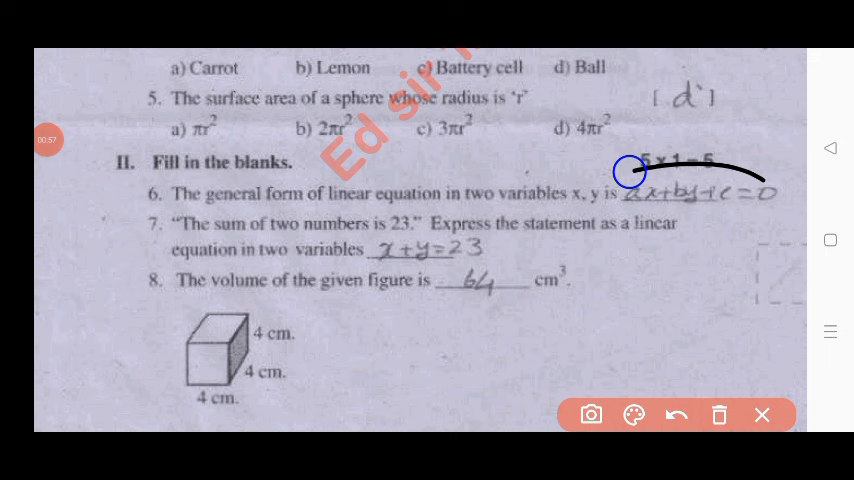 a) Carrot b) Lemon c) Battery cell d) Ball
5. The surface area of a sphere whose radius is 'r' [ d ]
a) πr² b) 2πr² c) 3πr² d) 4πr²
II. Fill in the blanks. 5 x 1 = 5
6. The general form of linear equation in two variables x, y is ax+by+c=0
7. "The sum of two numbers is 23." Express the statement as a linear
equation in two variables x+y=23
8. The volume of the given figure is 64 cm³.
4 cm.
4 cm.
4 cm.
Ed sir
00:57